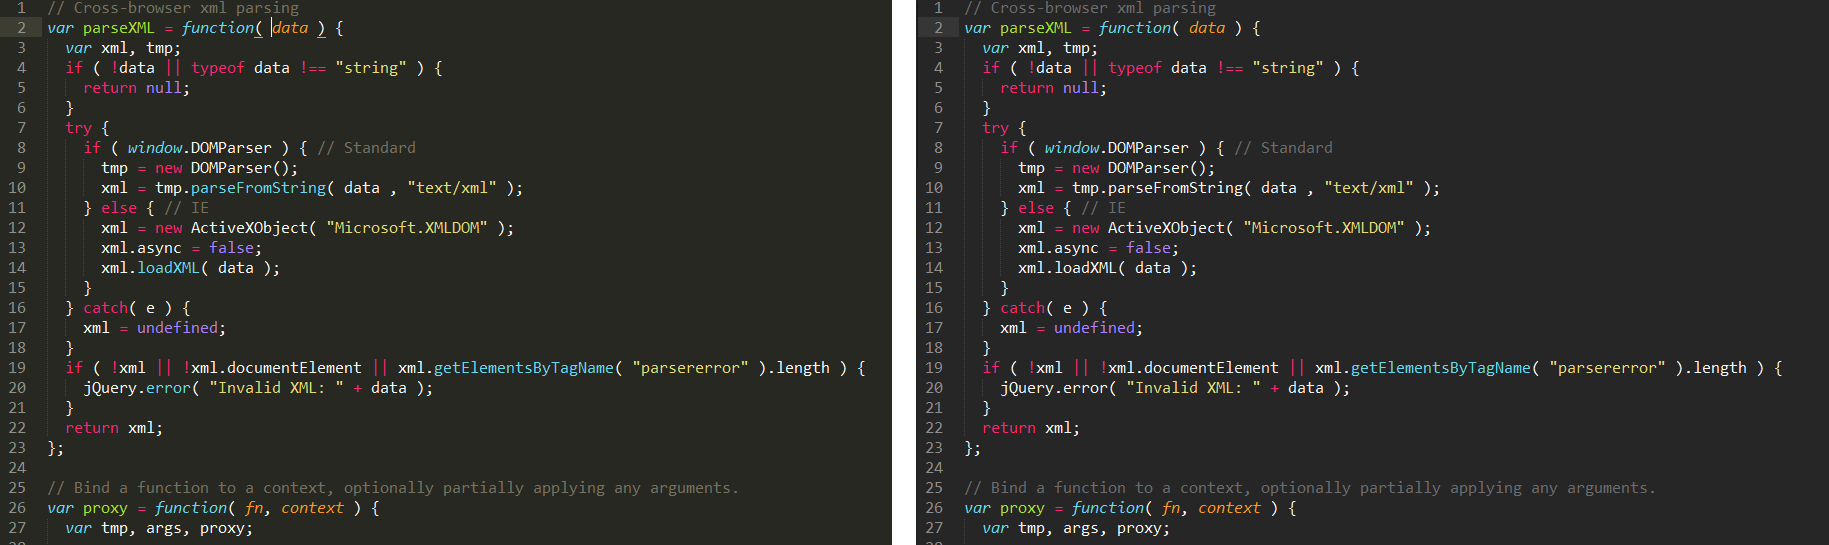 1 // Cross-browser xml parsing
2 var parseXML = function( data ) {
3 var xml, tmp;
4 if ( !data || typeof data !== "string" ) {
5 return null;
6 }
7 try {
8 if ( window.DOMParser ) { // Standard
9 tmp = new DOMParser();
10 xml = tmp.parseFromString( data , "text/xml" );
11 } else { // IE
12 xml = new ActiveXObject( "Microsoft.XMLDOM" );
13 xml.async = false;
14 xml.loadXML( data );
15 }
16 } catch( e ) {
17 xml = undefined;
18 }
19 if ( !xml || !xml.documentElement || xml.getElementsByTagName( "parsererror" ).length ) {
20 jQuery.error( "Invalid XML: " + data );
21 }
22 return xml;
23 };
24
25 // Bind a function to a context, optionally partially applying any arguments.
26 var proxy = function( fn, context ) {
27 var tmp, args, proxy;
1 // Cross-browser xml parsing
2 var parseXML = function( data ) {
3 var xml, tmp;
4 if ( !data || typeof data !== "string" ) {
5 return null;
6 }
7 try {
8 if ( window.DOMParser ) { // Standard
9 tmp = new DOMParser();
10 xml = tmp.parseFromString( data , "text/xml" );
11 } else { // IE
12 xml = new ActiveXObject( "Microsoft.XMLDOM" );
13 xml.async = false;
14 xml.loadXML( data );
15 }
16 } catch( e ) {
17 xml = undefined;
18 }
19 if ( !xml || !xml.documentElement || xml.getElementsByTagName( "parsererror" ).length ) {
20 jQuery.error( "Invalid XML: " + data );
21 }
22 return xml;
23 };
24
25 // Bind a function to a context, optionally partially applying any arguments.
26 var proxy = function( fn, context ) {
27 var tmp, args, proxy;